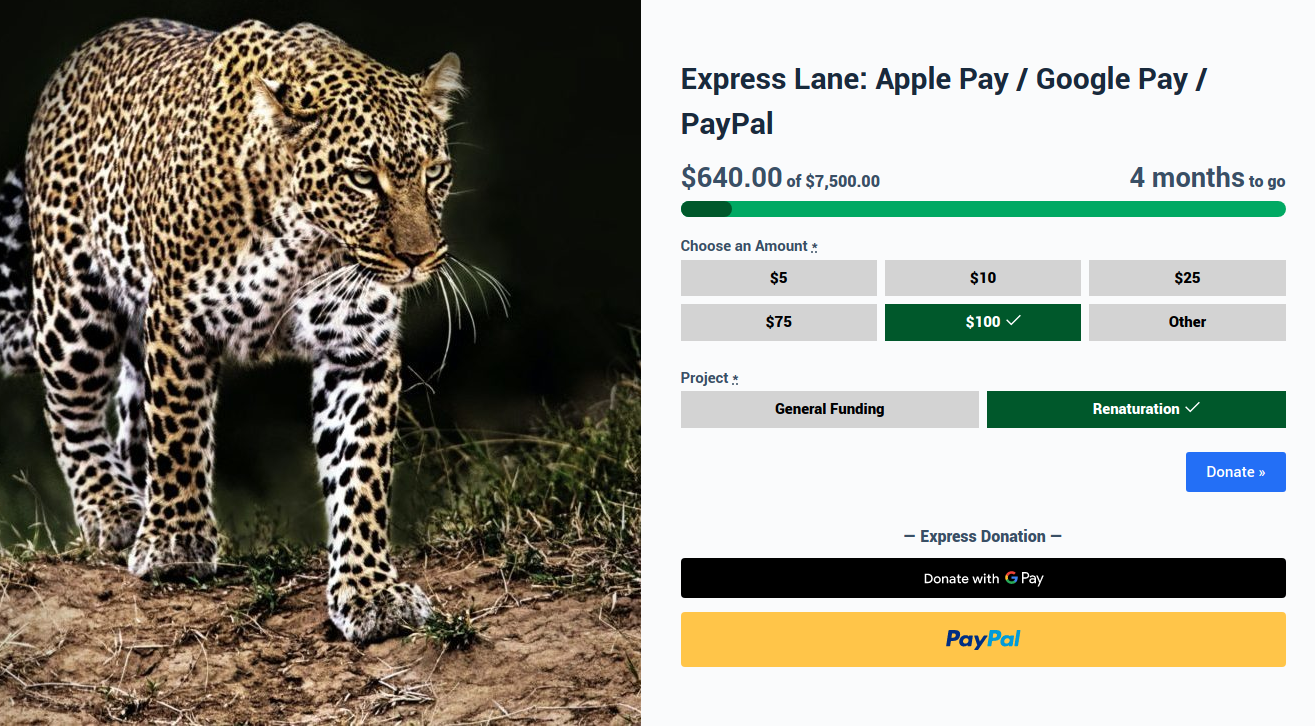 Express Lane: Apple Pay / Google Pay /
PayPal
$640.00 of $7,500.00 4 months to go
Choose an Amount *
$5 $10 $25
$75 $100 Other
Project *
General Funding Renaturation
Donate »
— Express Donation —
Donate with G Pay
PayPal